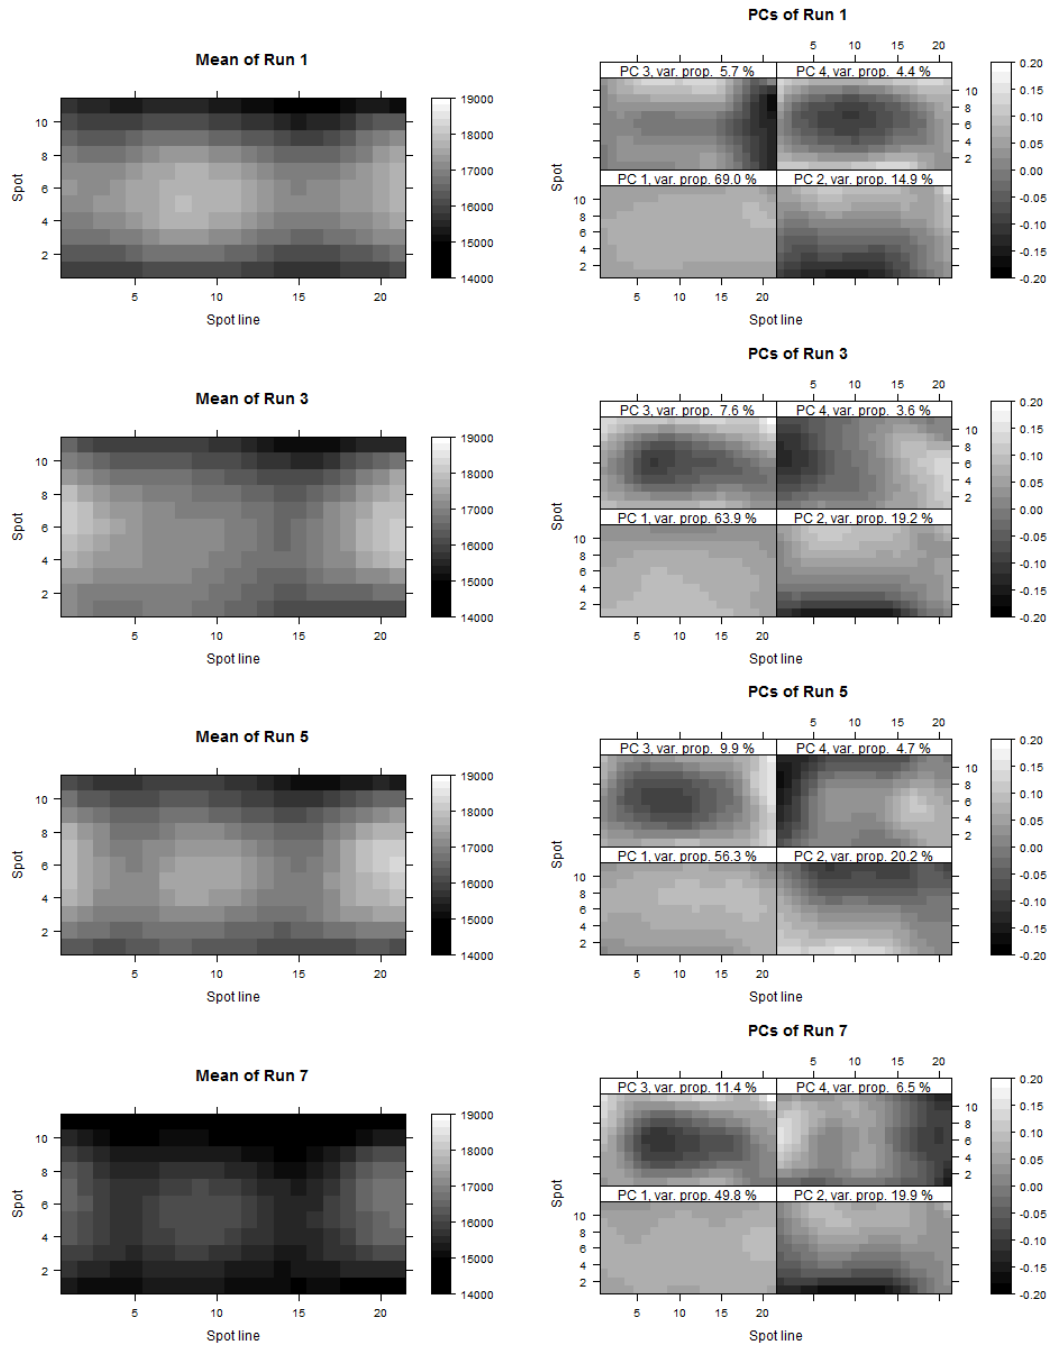 PCs of Run 1
Mean of Run 1
5 10 15 20
PC 3, var. prop. 5.7 % PC 4, var. prop. 4.4 %
PC 1, var. prop. 69.0 % PC 2, var. prop. 14.9 %
Spot
10
8
6
4
2
19000
18000
17000
16000
15000
14000
5 10 15 20
Spot line
Spot
10
8
6
4
2
10
8
6
4
2
0.20
0.15
0.10
0.05
0.00
-0.05
-0.10
-0.15
-0.20
5 10 15 20
Spot line
PCs of Run 3
Mean of Run 3
5 10 15 20
PC 3, var. prop. 7.6 % PC 4, var. prop. 3.6 %
PC 1, var. prop. 63.9 % PC 2, var. prop. 19.2 %
Spot
10
8
6
4
2
19000
18000
17000
16000
15000
14000
5 10 15 20
Spot line
Spot
10
8
6
4
2
10
8
6
4
2
0.20
0.15
0.10
0.05
0.00
-0.05
-0.10
-0.15
-0.20
5 10 15 20
Spot line
PCs of Run 5
Mean of Run 5
5 10 15 20
PC 3, var. prop. 9.9 % PC 4, var. prop. 4.7 %
PC 1, var. prop. 56.3 % PC 2, var. prop. 20.2 %
Spot
10
8
6
4
2
19000
18000
17000
16000
15000
14000
5 10 15 20
Spot line
Spot
10
8
6
4
2
10
8
6
4
2
0.20
0.15
0.10
0.05
0.00
-0.05
-0.10
-0.15
-0.20
5 10 15 20
Spot line
PCs of Run 7
Mean of Run 7
5 10 15 20
PC 3, var. prop. 11.4 % PC 4, var. prop. 6.5 %
PC 1, var. prop. 49.8 % PC 2, var. prop. 19.9 %
Spot
10
8
6
4
2
19000
18000
17000
16000
15000
14000
5 10 15 20
Spot line
Spot
10
8
6
4
2
10
8
6
4
2
0.20
0.15
0.10
0.05
0.00
-0.05
-0.10
-0.15
-0.20
5 10 15 20
Spot line